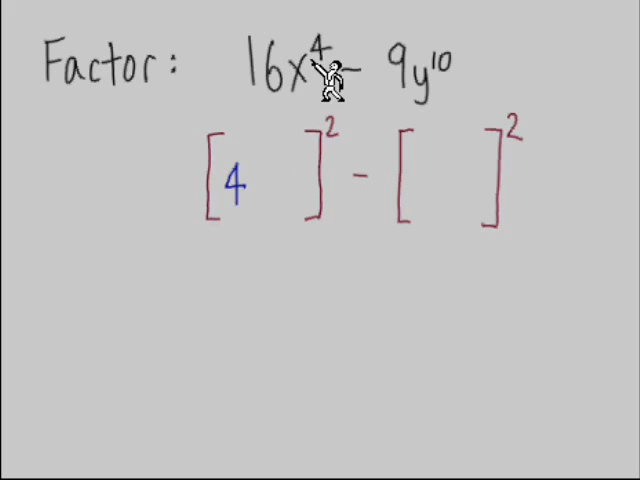 Factor: 16x⁴ - 9y¹⁰
[4 ]² - [ ]²